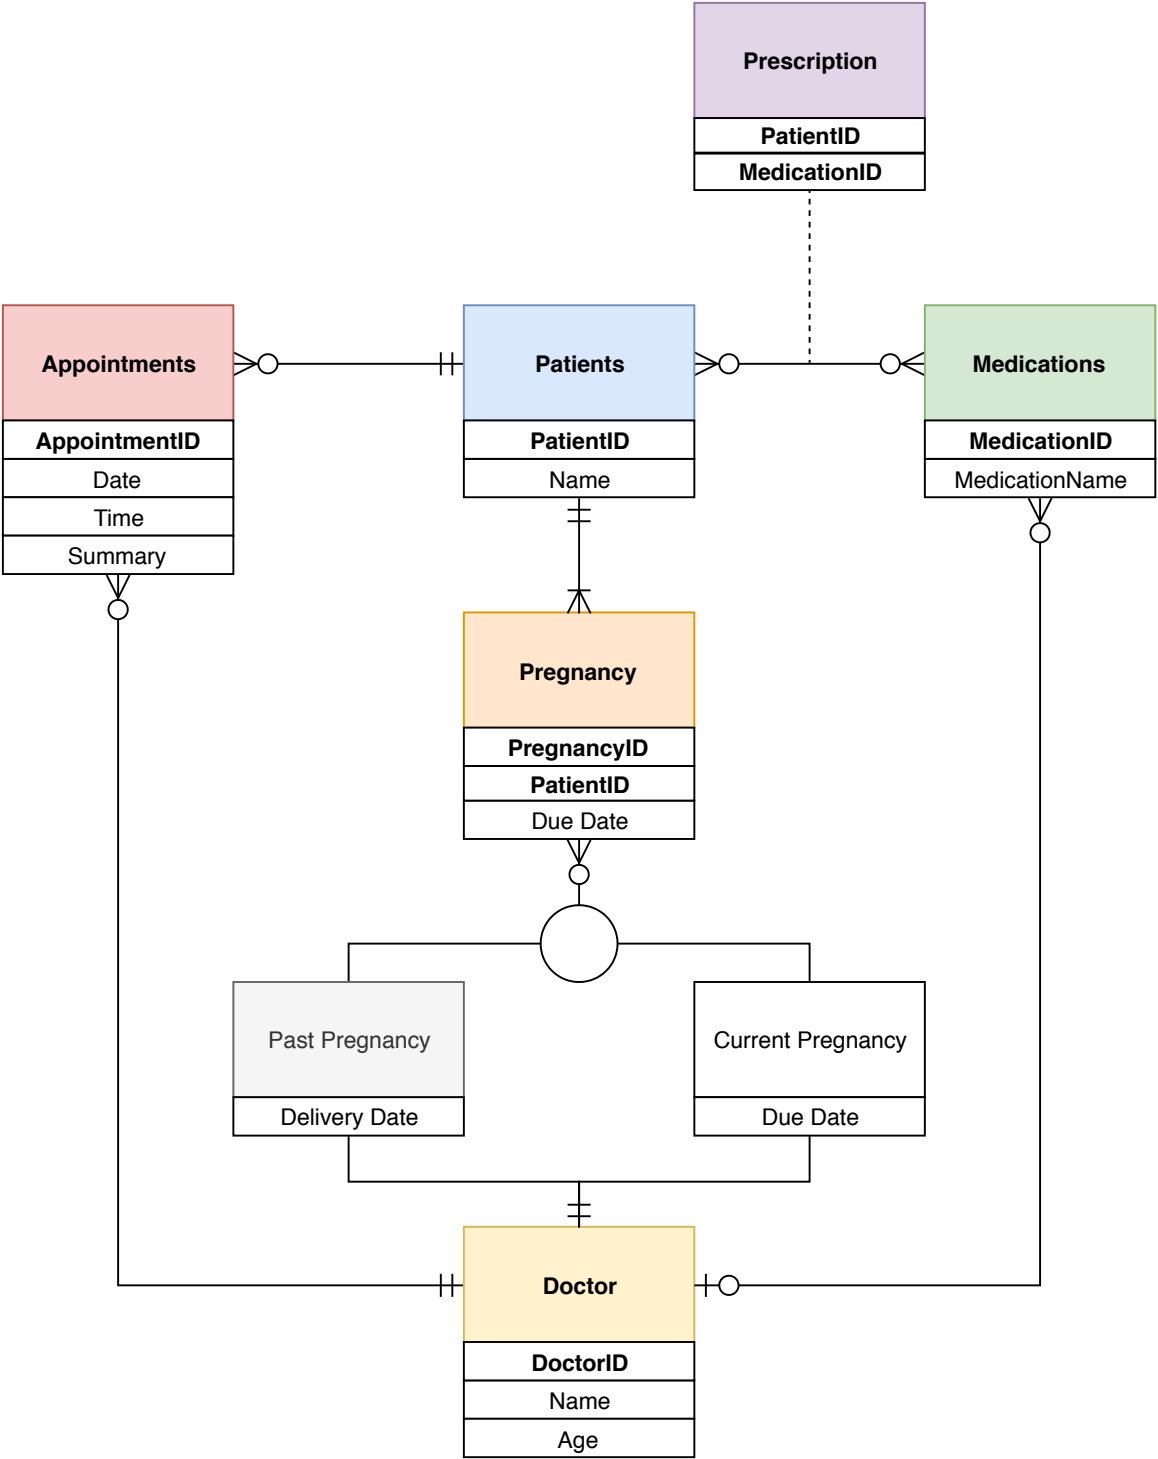 Prescription
PatientID
MedicationID
Appointments
AppointmentID
Date
Time
Summary
Patients
PatientID
Name
Medications
MedicationID
MedicationName
Pregnancy
PregnancyID
PatientID
Due Date
Past Pregnancy
Delivery Date
Current Pregnancy
Due Date
Doctor
DoctorID
Name
Age